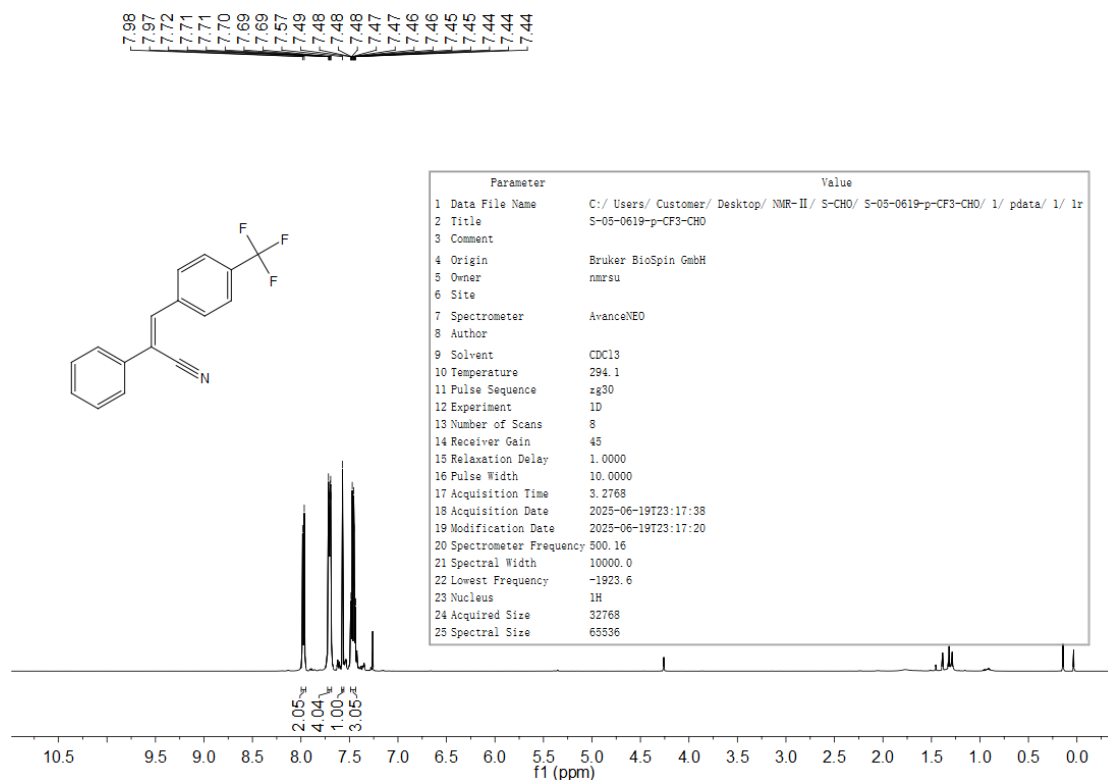 7.98 7.97 7.72 7.71 7.71 7.70 7.69 7.69 7.57 7.49 7.48 7.48 7.48 7.47 7.47 7.46 7.46 7.45 7.45 7.44 7.44 7.44
Parameter Value
1 Data File Name C:/ Users/ Customer/ Desktop/ NMR-II/ S-CHO/ S-05-0619-p-CF3-CHO/ 1/ pdata/ 1/ 1r
2 Title S-05-0619-p-CF3-CHO
3 Comment
4 Origin Bruker BioSpin GmbH
5 Owner nmrsu
6 Site
7 Spectrometer AvanceNEO
8 Author
9 Solvent CDCl3
10 Temperature 294.1
11 Pulse Sequence zg30
12 Experiment 1D
13 Number of Scans 8
14 Receiver Gain 45
15 Relaxation Delay 1.0000
16 Pulse Width 10.0000
17 Acquisition Time 3.2768
18 Acquisition Date 2025-06-19T23:17:38
19 Modification Date 2025-06-19T23:17:20
20 Spectrometer Frequency 500.16
21 Spectral Width 10000.0
22 Lowest Frequency -1923.6
23 Nucleus 1H
24 Acquired Size 32768
25 Spectral Size 65536
F
F
F
N
2.05 4.04 1.00 3.05
10.5 9.5 9.0 8.5 8.0 7.5 7.0 6.5 6.0 5.5 5.0 4.5 4.0 3.5 3.0 2.5 2.0 1.5 1.0 0.5 0.0
f1 (ppm)